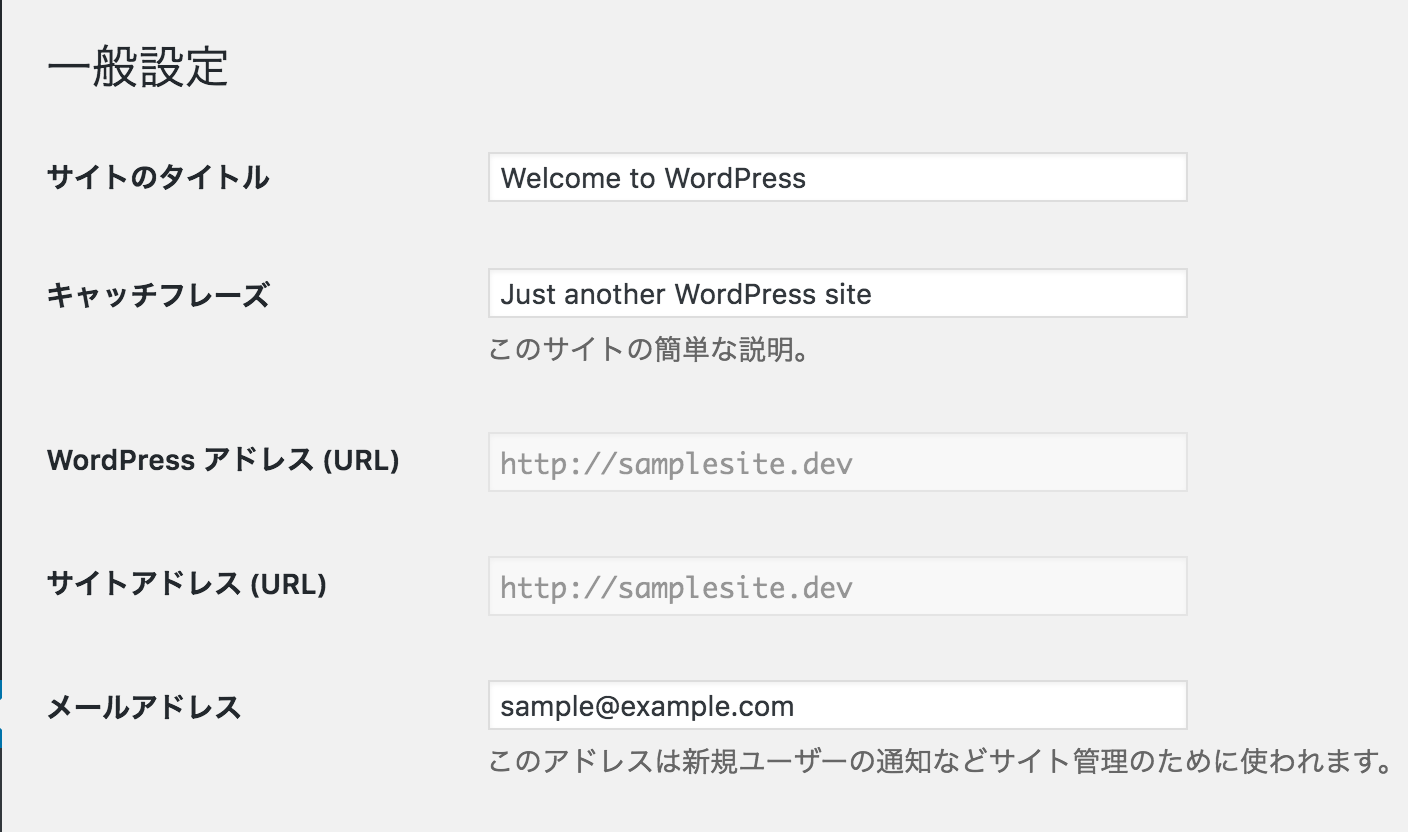 一般設定
サイトのタイトル Welcome to WordPress
キャッチフレーズ Just another WordPress site
このサイトの簡単な説明。
WordPress アドレス (URL) http://samplesite.dev
サイトアドレス (URL) http://samplesite.dev
メールアドレス sample@example.com
このアドレスは新規ユーザーの通知などサイト管理のために使われます。